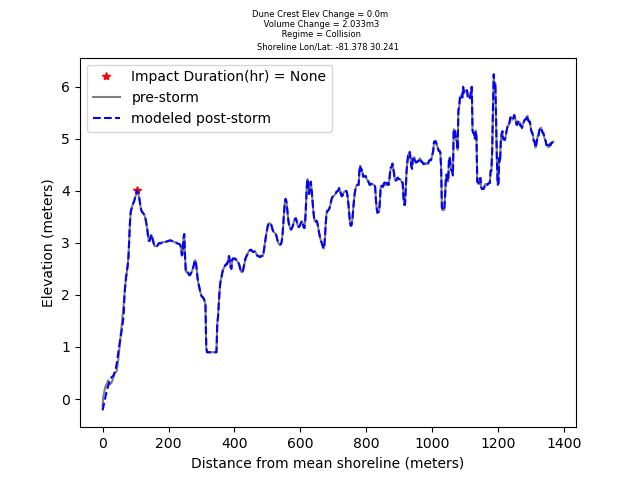 Dune Crest Elev Change = 0.0m
Volume Change = 2.033m3
Regime = Collision
Shoreline Lon/Lat: -81.378 30.241
Impact Duration(hr) = None
pre-storm
modeled post-storm
Elevation (meters)
6
5
4
3
2
1
0
0 200 400 600 800 1000 1200 1400
Distance from mean shoreline (meters)